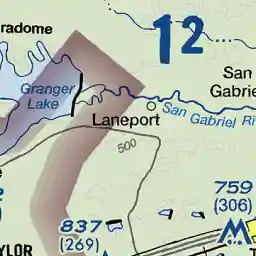 radome
12
Granger
Lake
San
Gabrie
San Gabriel Ri
Laneport
500
759
(306)
837
(269)
YLOR